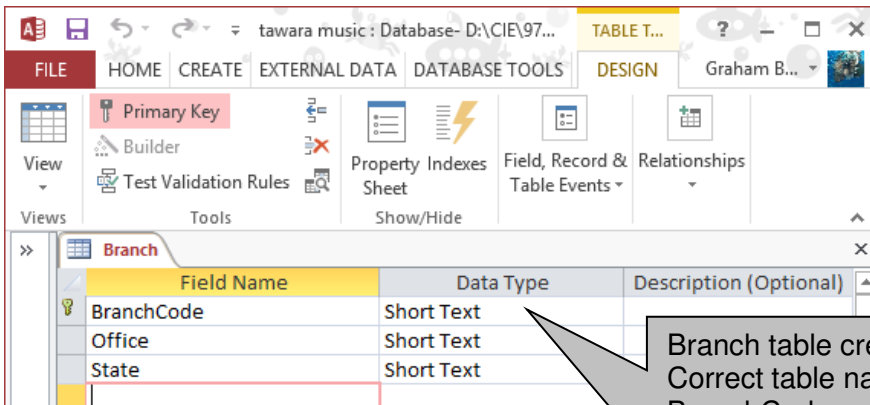 tawara music : Database- D:\CIE\97... TABLE T... ?
FILE HOME CREATE EXTERNAL DATA DATABASE TOOLS DESIGN Graham B...
Primary Key
Builder
Test Validation Rules
View
Property Sheet
Indexes
Field, Record & Table Events
Relationships
Views Tools Show/Hide
Branch
Field Name Data Type Description (Optional)
BranchCode Short Text
Office Short Text
State Short Text
Branch table
Correct table